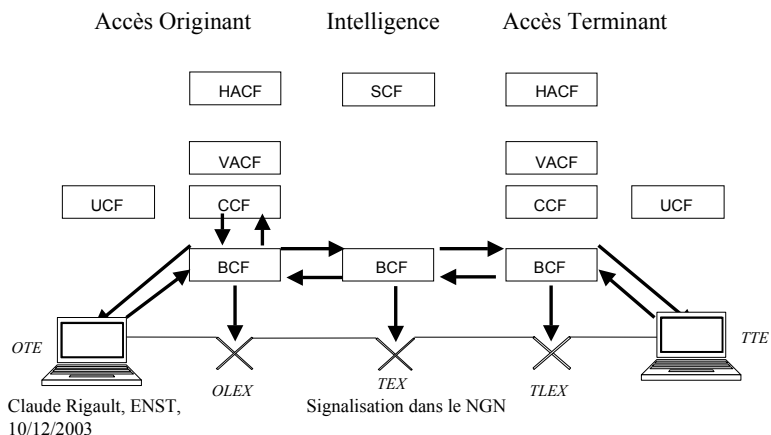 Accès Originant Intelligence Accès Terminant
HACF SCF HACF
VACF VACF
UCF CCF CCF UCF
BCF BCF BCF
OTE TTE
OLEX TEX TLEX
Claude Rigault, ENST, Signalisation dans le NGN
10/12/2003